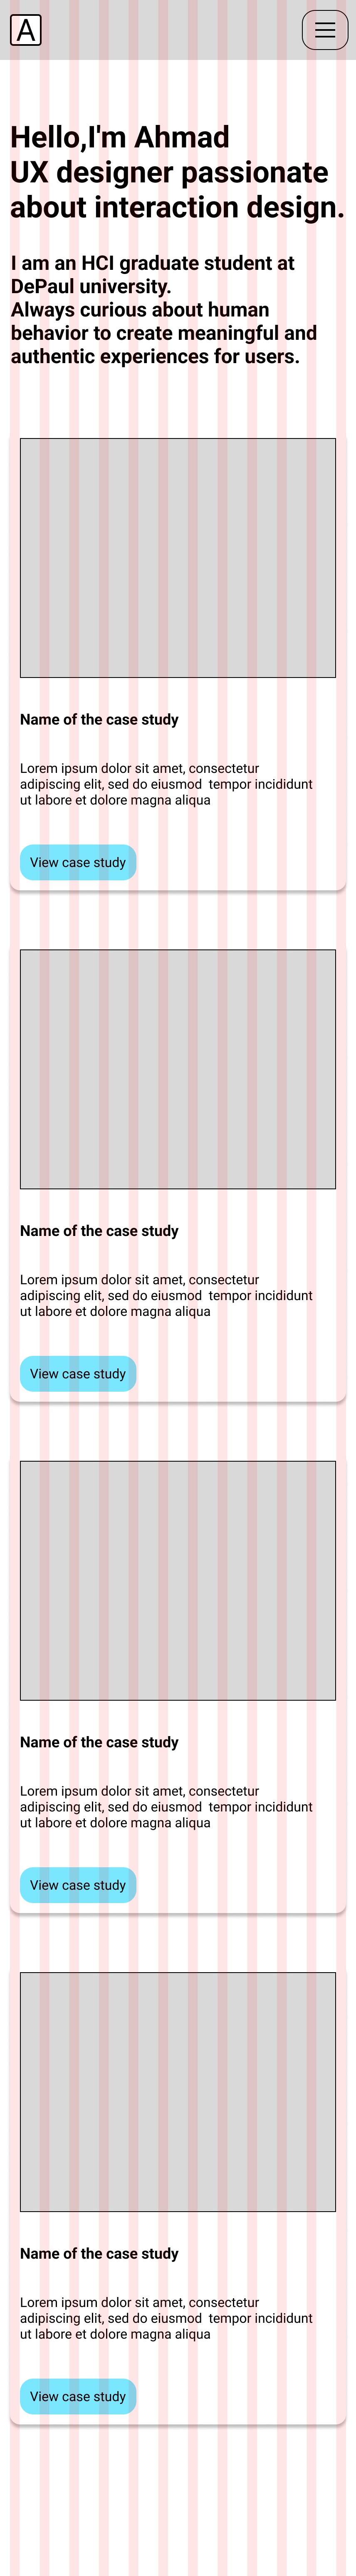 A
Hello,I'm Ahmad
UX designer passionate
about interaction design.
I am an HCI graduate student at
DePaul university.
Always curious about human
behavior to create meaningful and
authentic experiences for users.
Name of the case study
Lorem ipsum dolor sit amet, consectetur
adipiscing elit, sed do eiusmod  tempor incididunt
ut labore et dolore magna aliqua
View case study
Name of the case study
Lorem ipsum dolor sit amet, consectetur
adipiscing elit, sed do eiusmod  tempor incididunt
ut labore et dolore magna aliqua
View case study
Name of the case study
Lorem ipsum dolor sit amet, consectetur
adipiscing elit, sed do eiusmod  tempor incididunt
ut labore et dolore magna aliqua
View case study
Name of the case study
Lorem ipsum dolor sit amet, consectetur
adipiscing elit, sed do eiusmod  tempor incididunt
ut labore et dolore magna aliqua
View case study